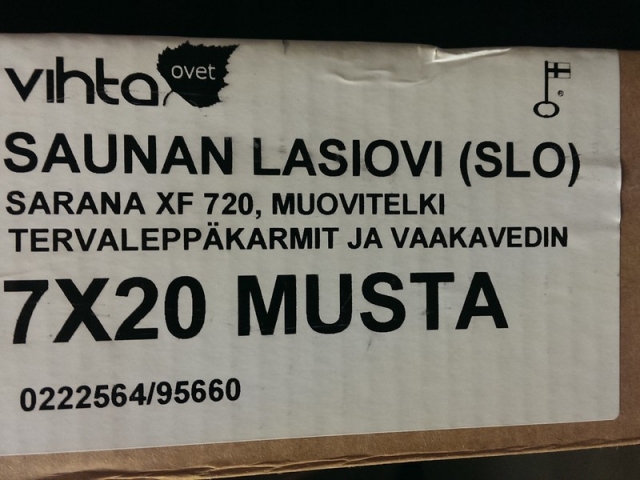 vihta ovet
SAUNAN LASIOVI (SLO)
SARANA XF 720, MUOVITELKI
TERVALEPPÄKARMIT JA VAAKAVEDIN
7X20 MUSTA
0222564/95660